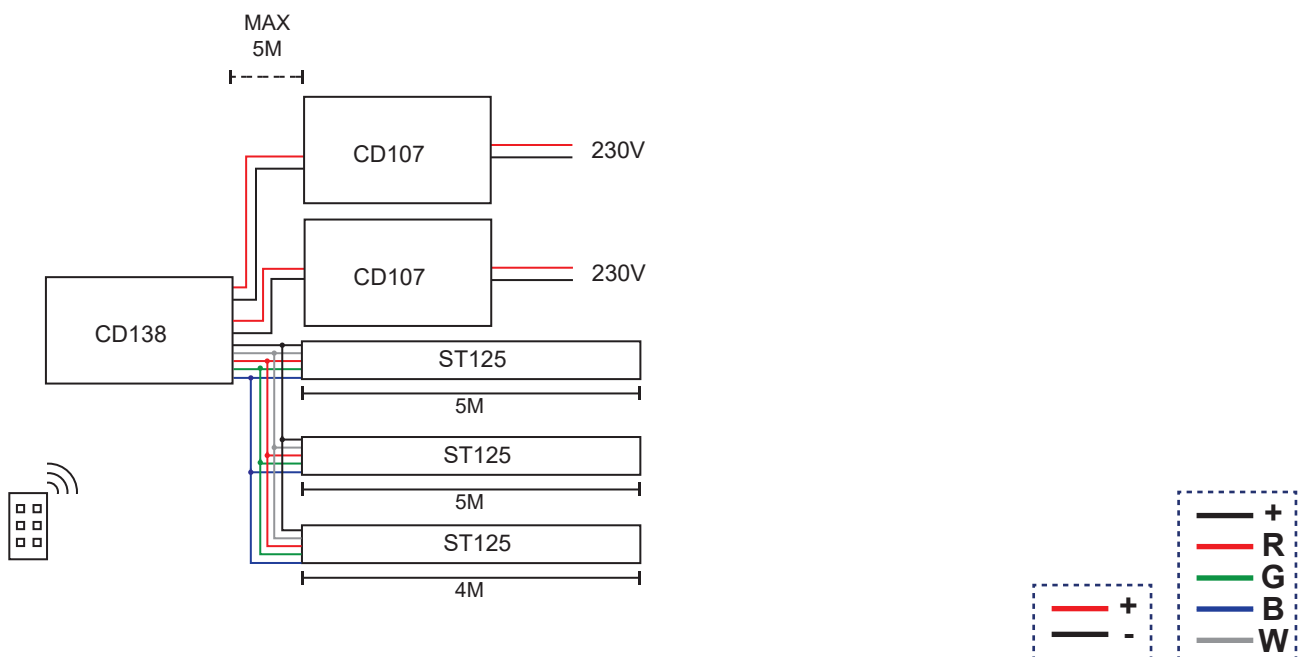 MAX
5M
CD107
230V
CD107
230V
CD138
ST125
5M
ST125
5M
ST125
4M
+
-
+
R
G
B
W